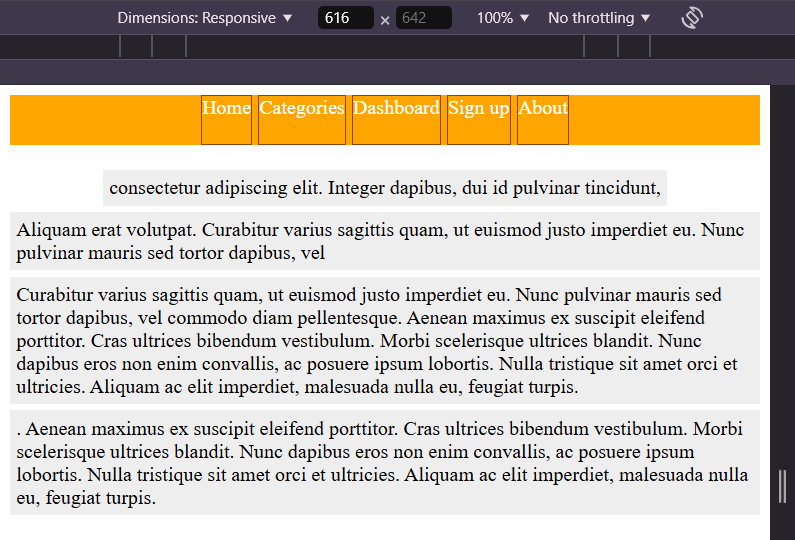 Dimensions: Responsive ▼ 616 × 642 100% ▼ No throttling ▼
Home Categories Dashboard Sign up About
consectetur adipiscing elit. Integer dapibus, dui id pulvinar tincidunt,
Aliquam erat volutpat. Curabitur varius sagittis quam, ut euismod justo imperdiet eu. Nunc
pulvinar mauris sed tortor dapibus, vel
Curabitur varius sagittis quam, ut euismod justo imperdiet eu. Nunc pulvinar mauris sed
tortor dapibus, vel commodo diam pellentesque. Aenean maximus ex suscipit eleifend
porttitor. Cras ultrices bibendum vestibulum. Morbi scelerisque ultrices blandit. Nunc
dapibus eros non enim convallis, ac posuere ipsum lobortis. Nulla tristique sit amet orci et
ultricies. Aliquam ac elit imperdiet, malesuada nulla eu, feugiat turpis.
. Aenean maximus ex suscipit eleifend porttitor. Cras ultrices bibendum vestibulum. Morbi
scelerisque ultrices blandit. Nunc dapibus eros non enim convallis, ac posuere ipsum
lobortis. Nulla tristique sit amet orci et ultricies. Aliquam ac elit imperdiet, malesuada nulla
eu, feugiat turpis.